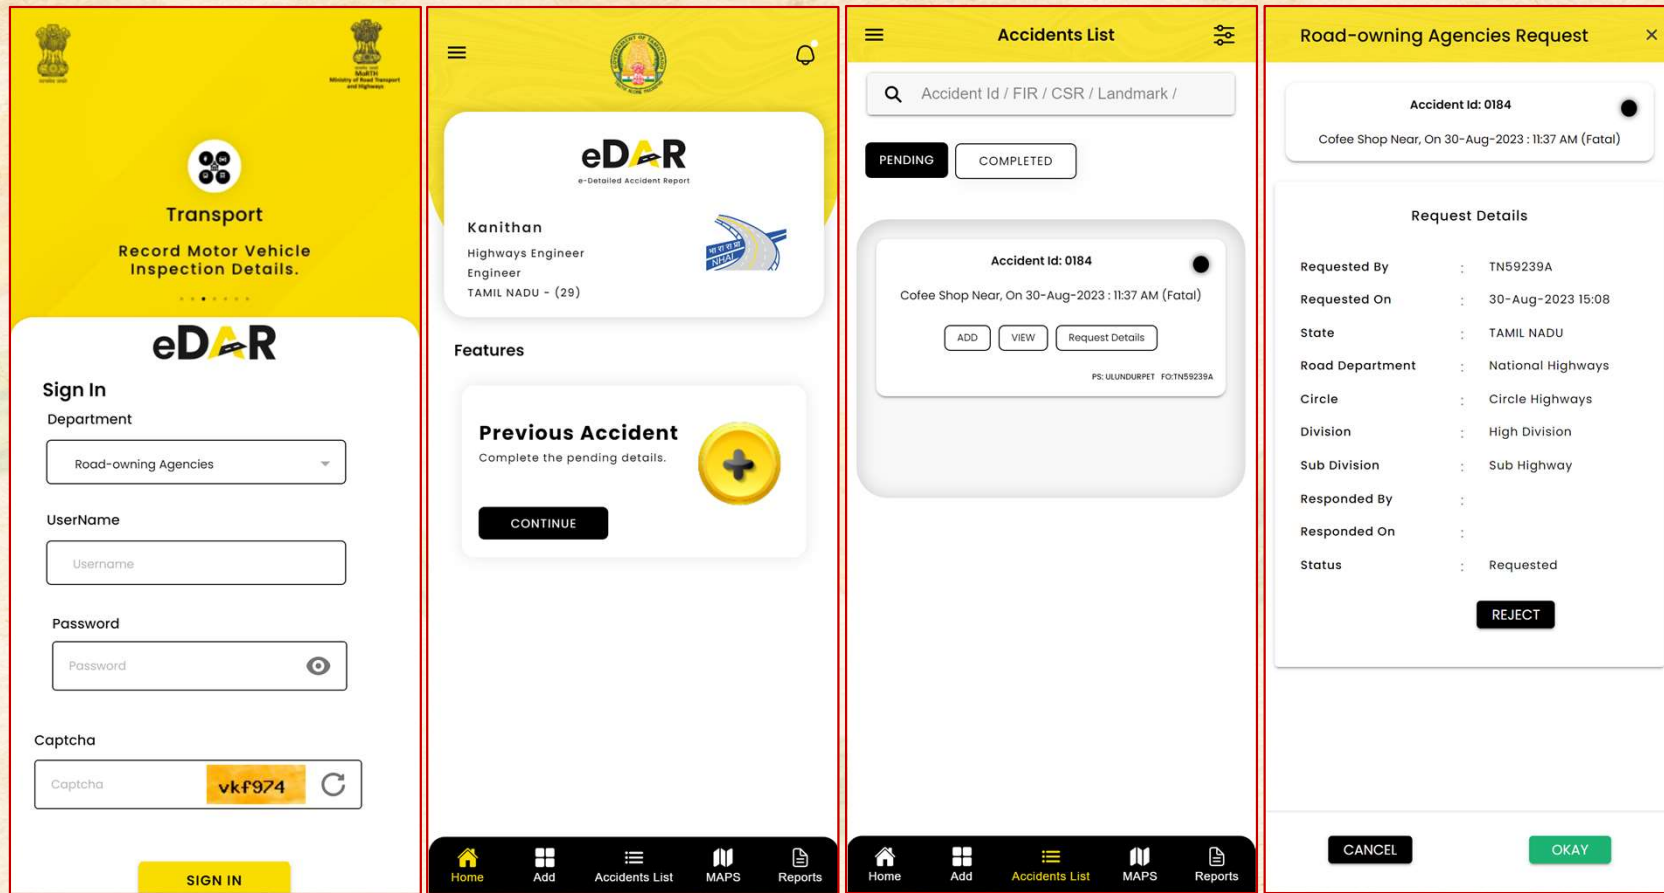 MoRTH
Ministry of Road Transport
and Highways
Transport
Record Motor Vehicle
Inspection Details.
eDAR
Sign In
Department
Road-owning Agencies
UserName
Username
Password
Password
Captcha
Captcha
vkf974
SIGN IN
eDAR
e-Detailed Accident Report
Kanithan
Highways Engineer
Engineer
TAMIL NADU - (29)
NHAI
Features
Previous Accident
Complete the pending details.
CONTINUE
Home
Add
Accidents List
MAPS
Reports
Accidents List
Accident Id / FIR / CSR / Landmark /
PENDING
COMPLETED
Accident Id: 0184
Cofee Shop Near, On 30-Aug-2023 : 11:37 AM (Fatal)
ADD
VIEW
Request Details
PS: ULUNDURPET FO:TN59239A
Home
Add
Accidents List
MAPS
Reports
Road-owning Agencies Request
Accident Id: 0184
Cofee Shop Near, On 30-Aug-2023 : 11:37 AM (Fatal)
Request Details
Requested By : TN59239A
Requested On : 30-Aug-2023 15:08
State : TAMIL NADU
Road Department : National Highways
Circle : Circle Highways
Division : High Division
Sub Division : Sub Highway
Responded By :
Responded On :
Status : Requested
REJECT
CANCEL
OKAY